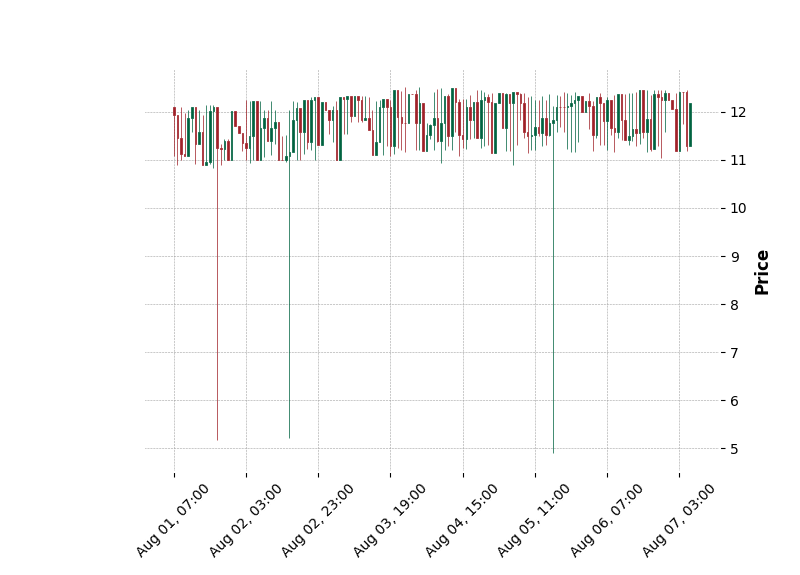 12
11
10
9
8
7
6
5
Price
Aug 01, 07:00
Aug 02, 03:00
Aug 02, 23:00
Aug 03, 19:00
Aug 04, 15:00
Aug 05, 11:00
Aug 06, 07:00
Aug 07, 03:00